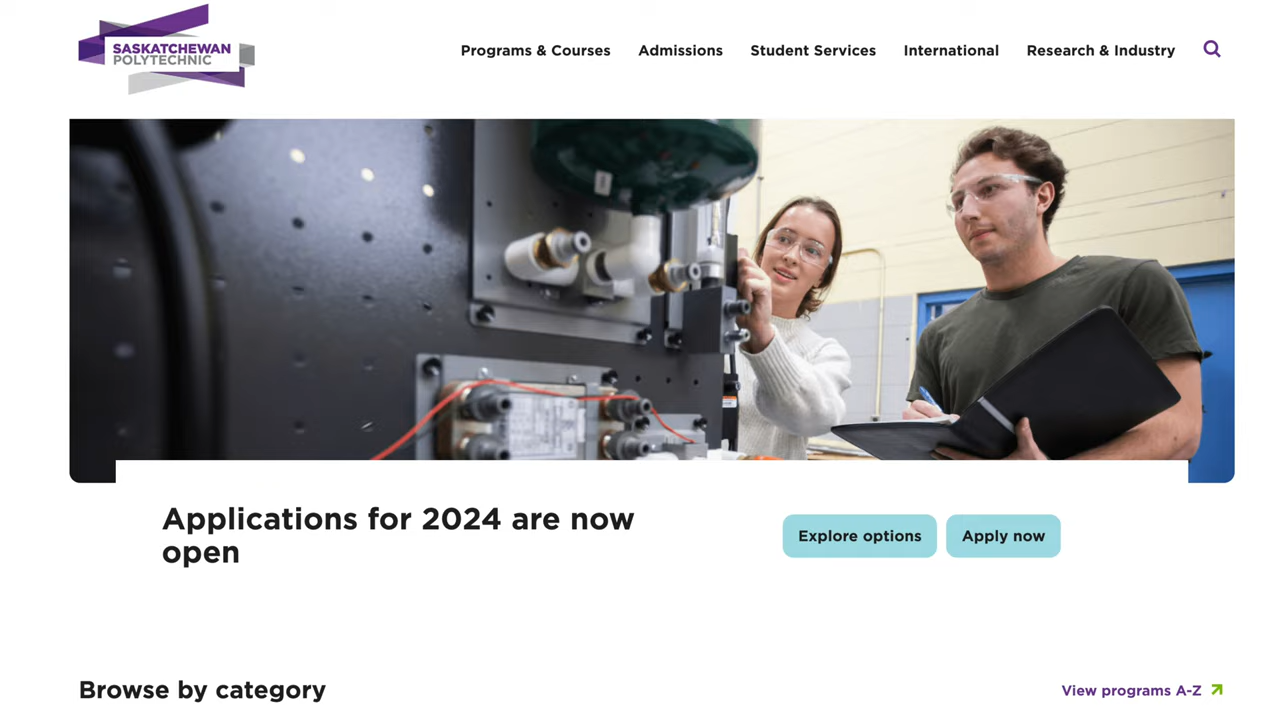 SASKATCHEWAN
POLYTECHNIC
Programs & Courses
Admissions
Student Services
International
Research & Industry
Applications for 2024 are now
open
Explore options
Apply now
Browse by category
View programs A-Z